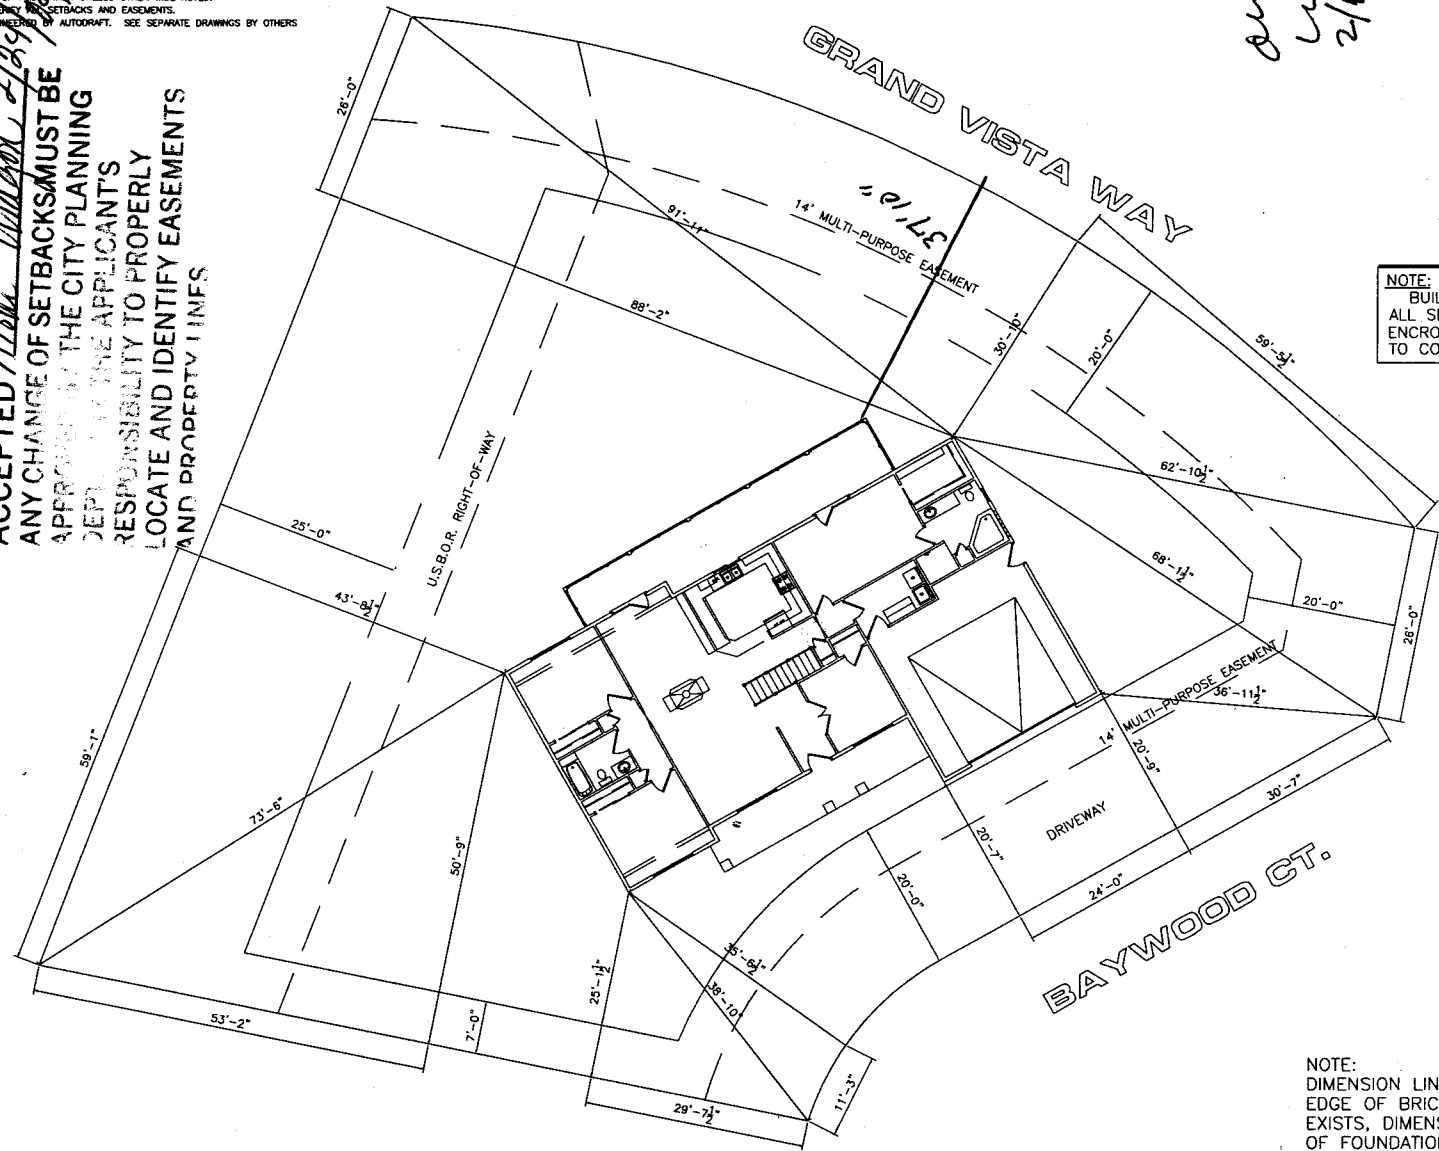 SETBACKS AND EASEMENTS.
BY AUTODRAFT. SEE SEPARATE DRAWINGS BY OTHERS
ACCEPTED
ANY CHANGE OF SETBACKS MUST BE
THE CITY PLANNING
THE APPLICANT'S
RESPONSIBILITY TO PROPERLY
LOCATE AND IDENTIFY EASEMENTS
AND PROPERTY LINES
GRAND VISTA WAY
NOTE:
BUIL
ALL S
ENCRO
TO CO
26'-0"
91'-11"
14' MULTI-PURPOSE EASEMENT
37'10"
88'-2"
30'-10"
20'-0"
59'-5½"
62'-10½"
68'-1½"
20'-0"
26'-0"
25'-0"
U.S.B.O.R. RIGHT-OF-WAY
43'-8½"
59'-1"
73'-6"
50'-9"
14' MULTI-PURPOSE EASEMENT
36'-11½"
20'-9"
30'-7"
DRIVEWAY
20'-7"
20'-0"
24'-0"
BAYWOOD CT.
35'-6½"
38'-10"
25'-1½"
53'-2"
7'-0"
29'-7½"
11'-3"
NOTE:
DIMENSION LIN
EDGE OF BRIC
EXISTS, DIMENS
OF FOUNDATION